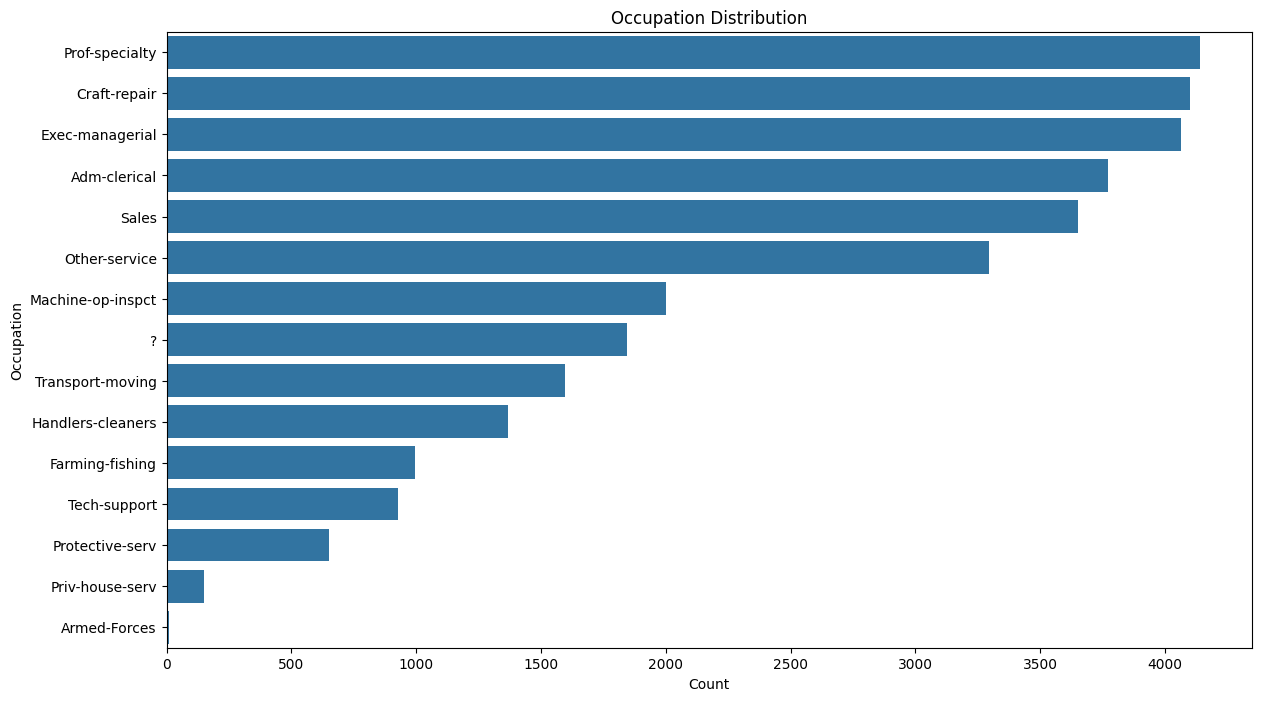 Occupation Distribution
Prof-specialty
Craft-repair
Exec-managerial
Adm-clerical
Sales
Other-service
Machine-op-inspct
?
Transport-moving
Handlers-cleaners
Farming-fishing
Tech-support
Protective-serv
Priv-house-serv
Armed-Forces
Occupation
0 500 1000 1500 2000 2500 3000 3500 4000
Count